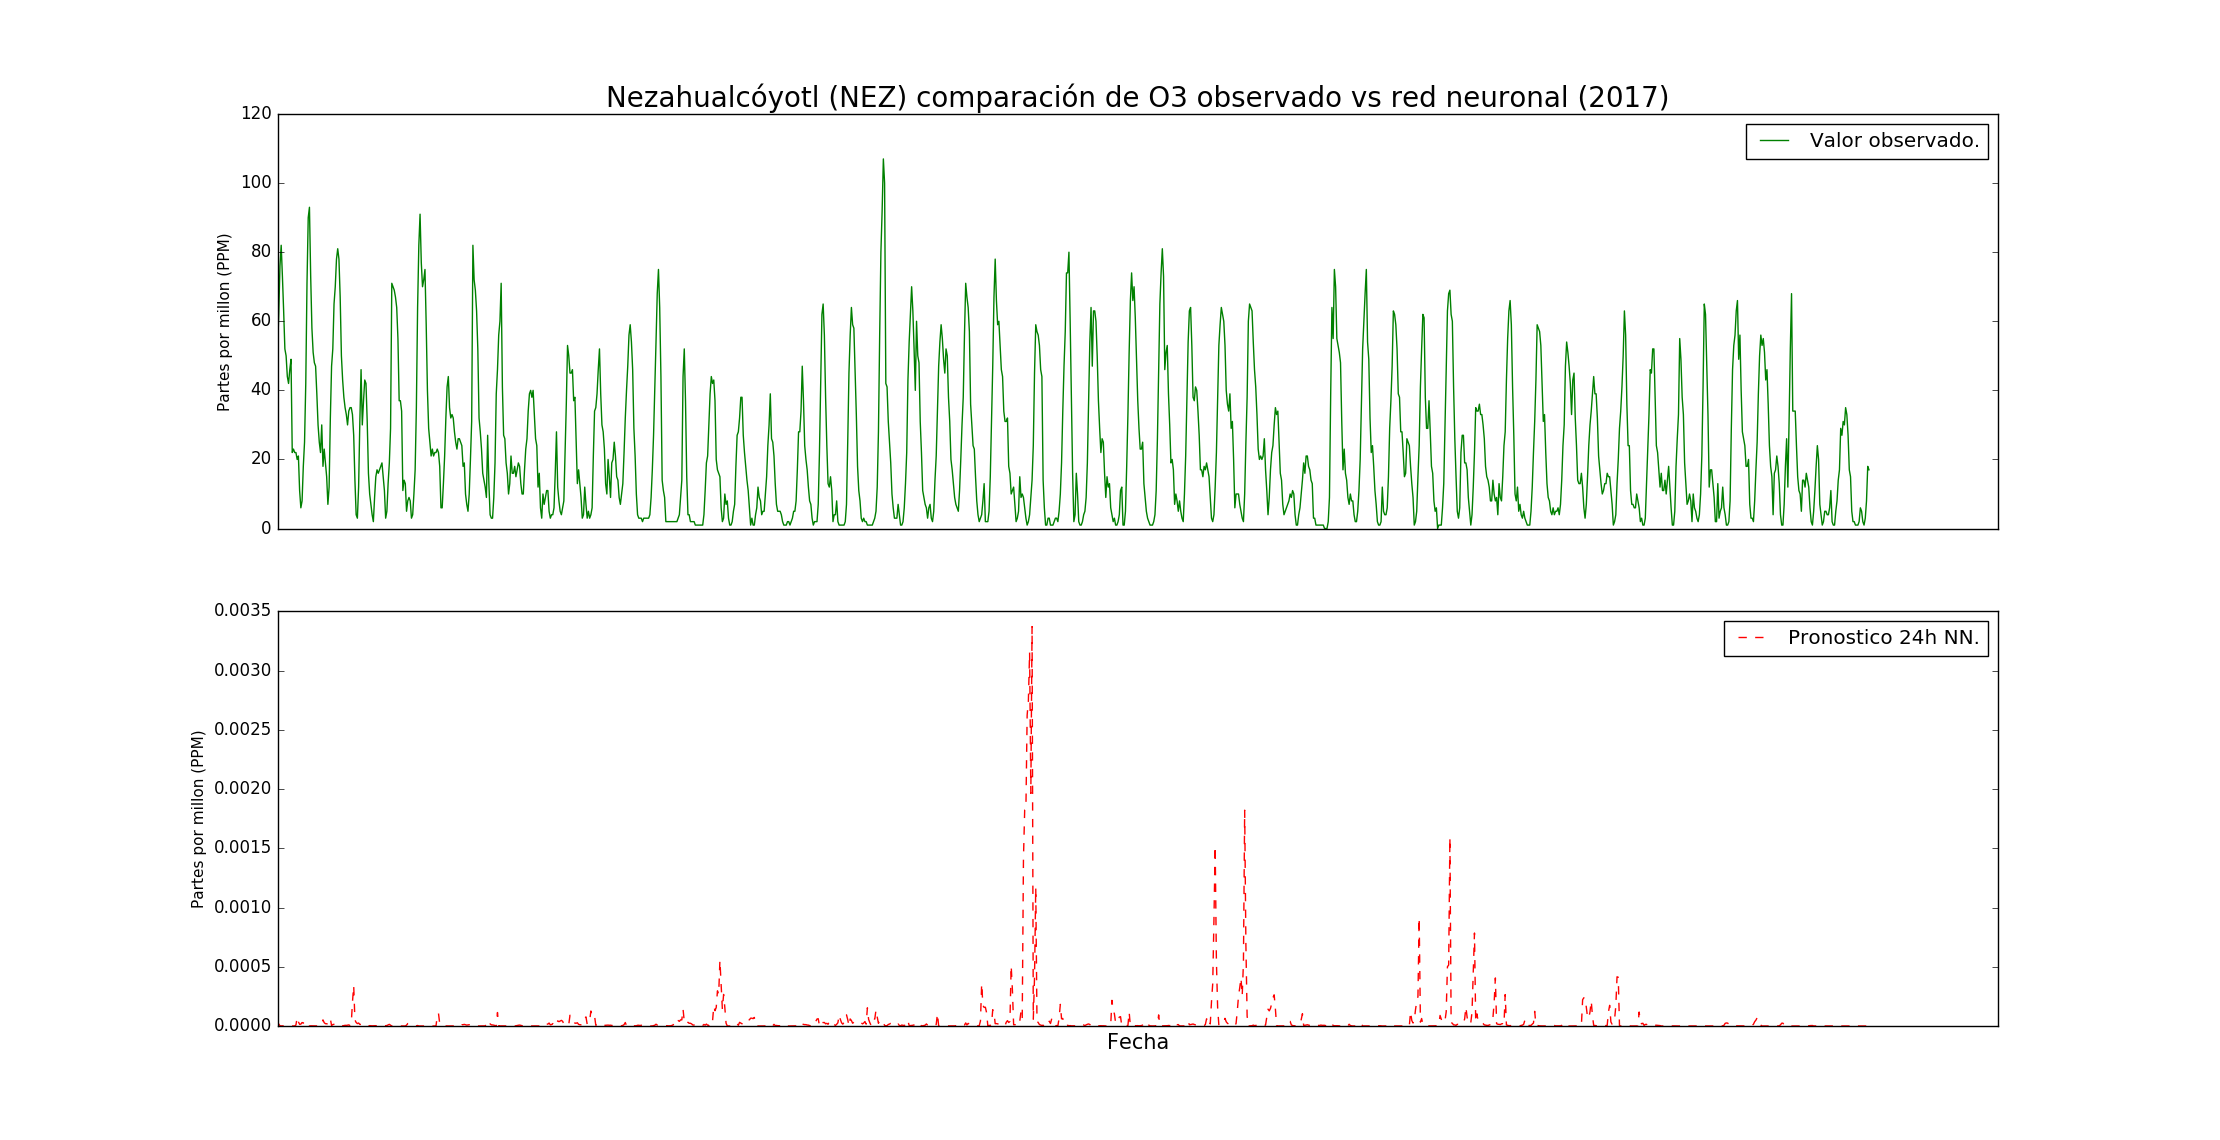 Nezahualcóyotl (NEZ) comparación de O3 observado vs red neuronal (2017)
120
100
80
60
40
20
0
Partes por millon (PPM)
Valor observado.
0.0035
0.0030
0.0025
0.0020
0.0015
0.0010
0.0005
0.0000
Partes por millon (PPM)
Pronostico 24h NN.
Fecha